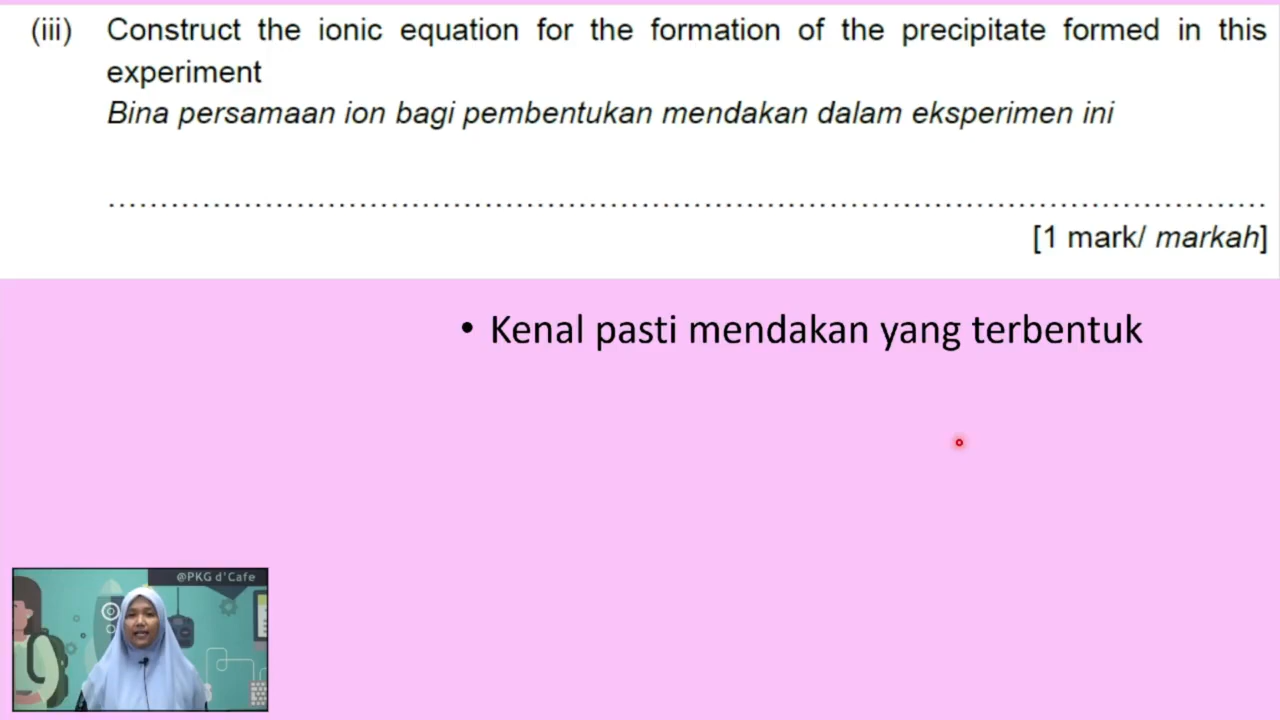 (iii) Construct the ionic equation for the formation of the precipitate formed in this
experiment
Bina persamaan ion bagi pembentukan mendakan dalam eksperimen ini
....................................................................................................
[1 mark/ markah]
• Kenal pasti mendakan yang terbentuk
@PKG d'Cafe